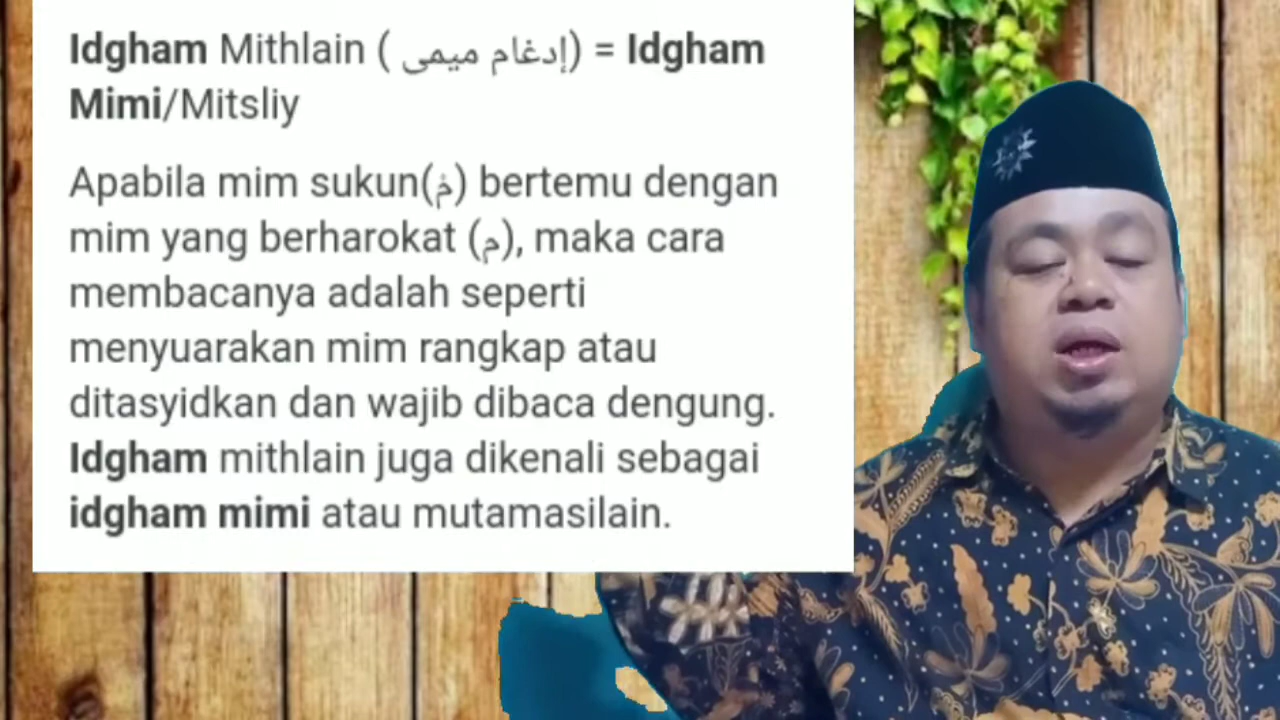 Idgham Mithlain ( إدغام ميمى) = Idgham
Mimi/Mitsliy
Apabila mim sukun(مْ) bertemu dengan
mim yang berharokat (م), maka cara
membacanya adalah seperti
menyuarakan mim rangkap atau
ditasyidkan dan wajib dibaca dengung.
Idgham mithlain juga dikenali sebagai
idgham mimi atau mutamasilain.